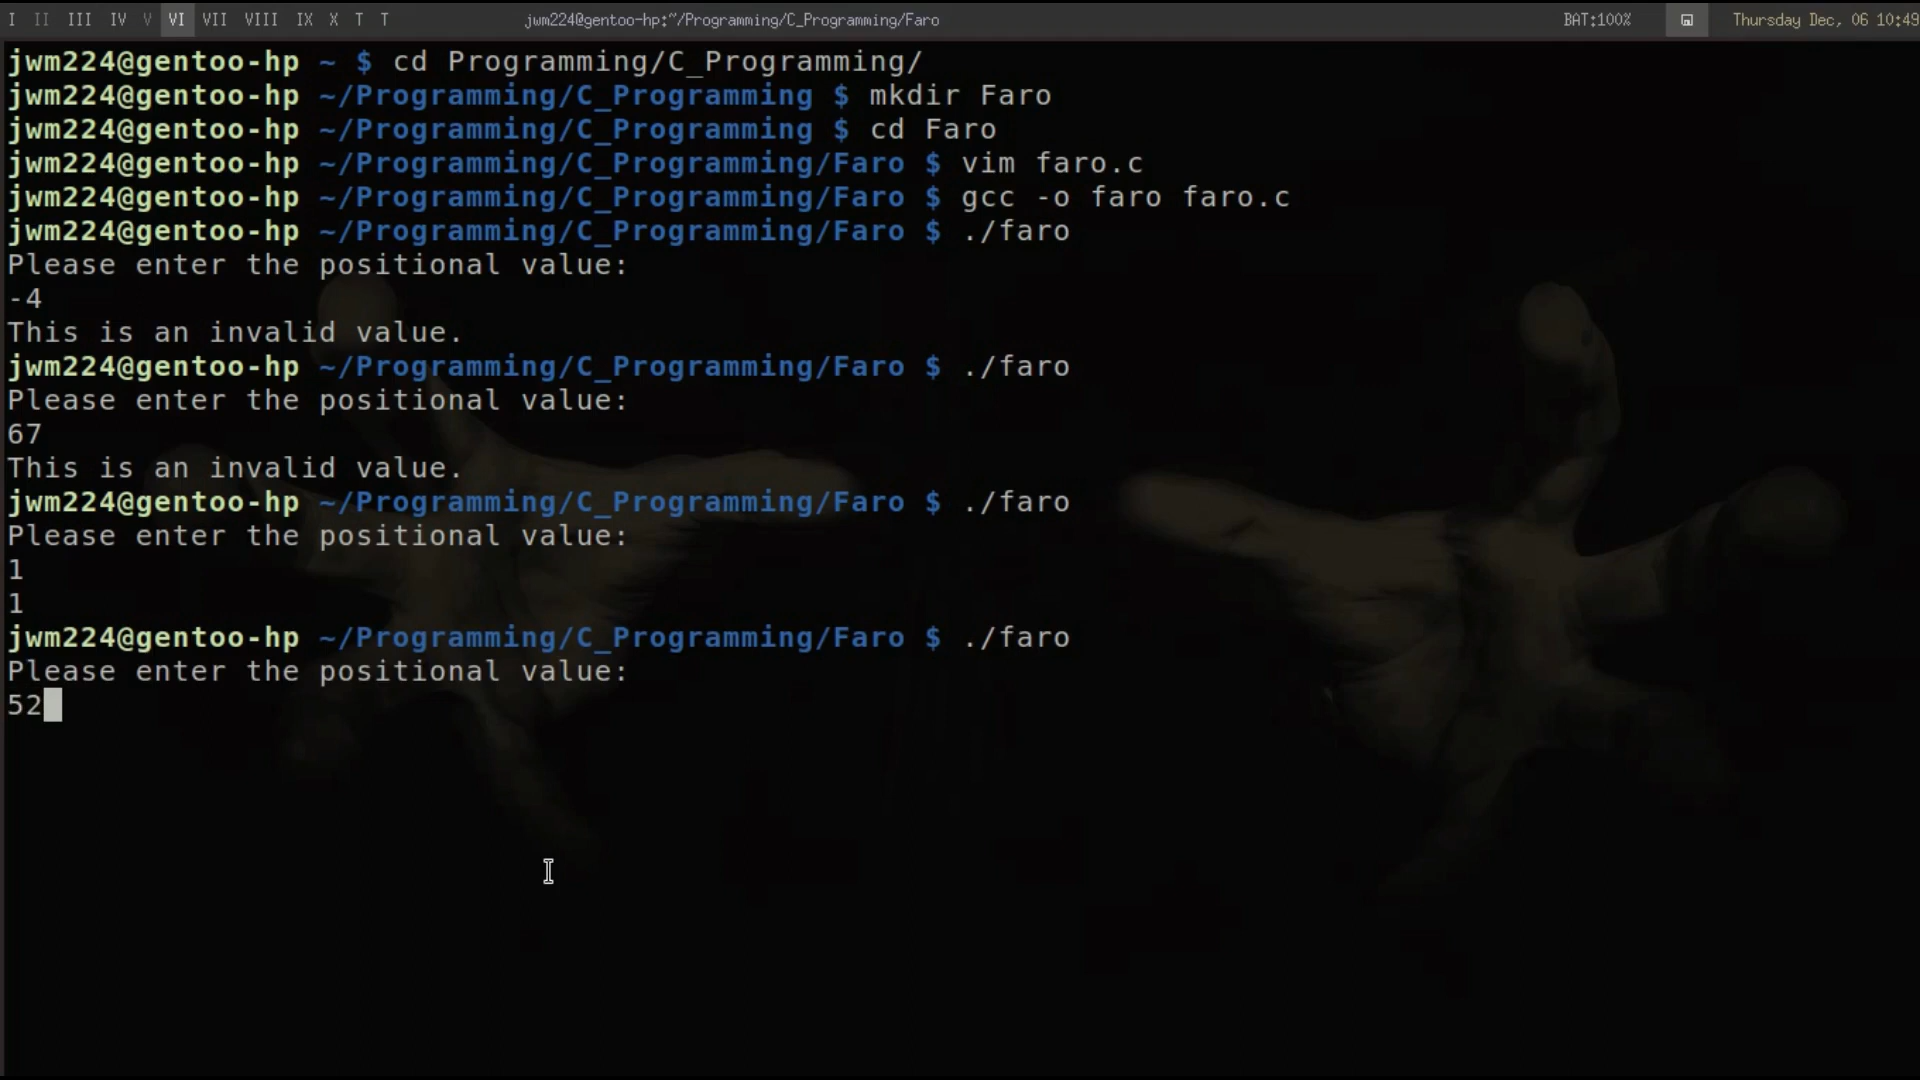 I II III IV V VI VII VIII IX X T T jwm224@gentoo-hp:~/Programming/C_Programming/Faro BAT:100% Thursday Dec, 06 10:49
jwm224@gentoo-hp ~ $ cd Programming/C_Programming/
jwm224@gentoo-hp ~/Programming/C_Programming $ mkdir Faro
jwm224@gentoo-hp ~/Programming/C_Programming $ cd Faro
jwm224@gentoo-hp ~/Programming/C_Programming/Faro $ vim faro.c
jwm224@gentoo-hp ~/Programming/C_Programming/Faro $ gcc -o faro faro.c
jwm224@gentoo-hp ~/Programming/C_Programming/Faro $ ./faro
Please enter the positional value:
-4
This is an invalid value.
jwm224@gentoo-hp ~/Programming/C_Programming/Faro $ ./faro
Please enter the positional value:
67
This is an invalid value.
jwm224@gentoo-hp ~/Programming/C_Programming/Faro $ ./faro
Please enter the positional value:
1
1
jwm224@gentoo-hp ~/Programming/C_Programming/Faro $ ./faro
Please enter the positional value:
52